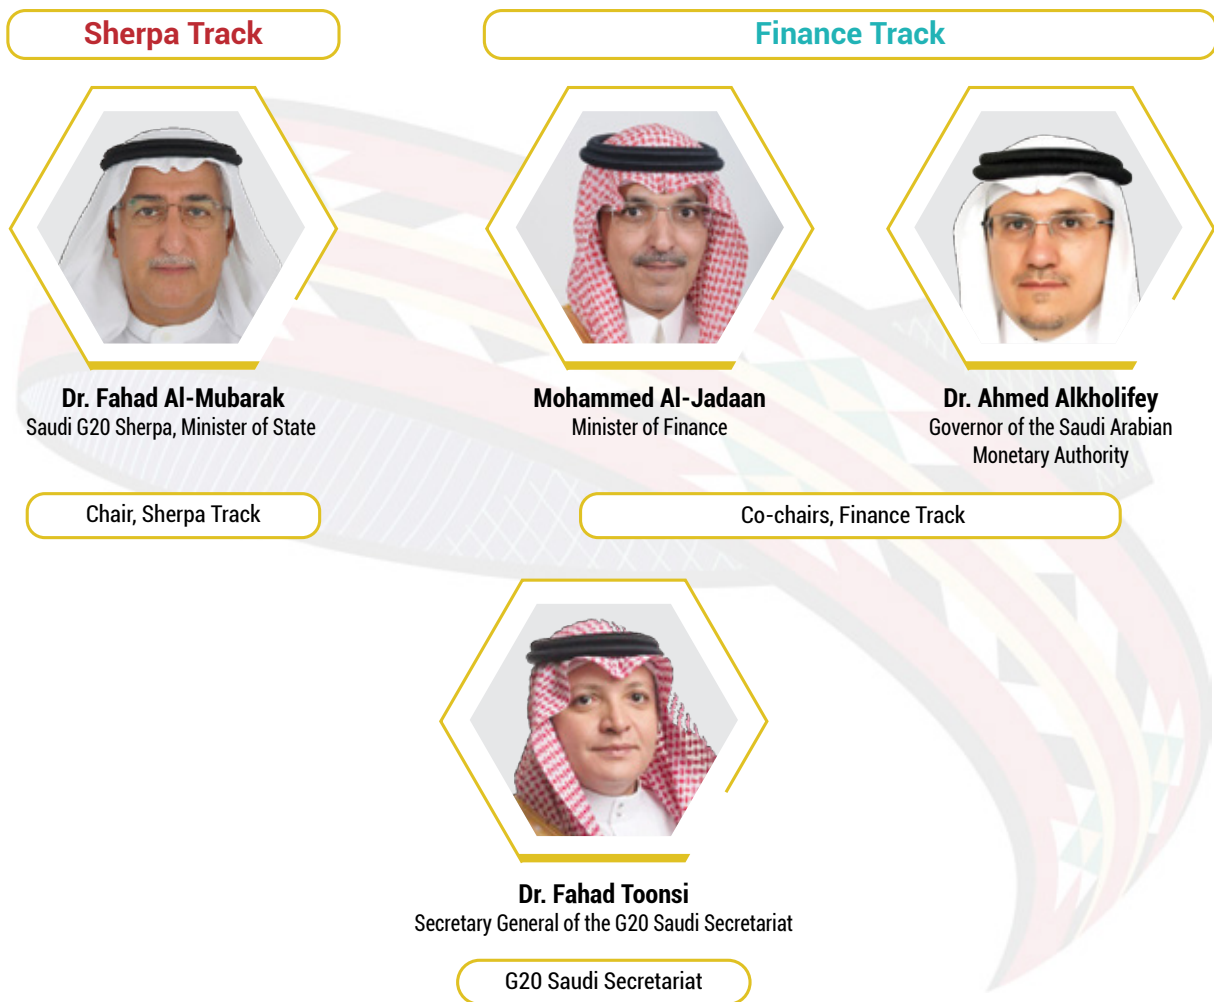 Sherpa Track
Finance Track
Dr. Fahad Al-Mubarak
Saudi G20 Sherpa, Minister of State
Mohammed Al-Jadaan
Minister of Finance
Dr. Ahmed Alkholifey
Governor of the Saudi Arabian
Monetary Authority
Chair, Sherpa Track
Co-chairs, Finance Track
Dr. Fahad Toonsi
Secretary General of the G20 Saudi Secretariat
G20 Saudi Secretariat